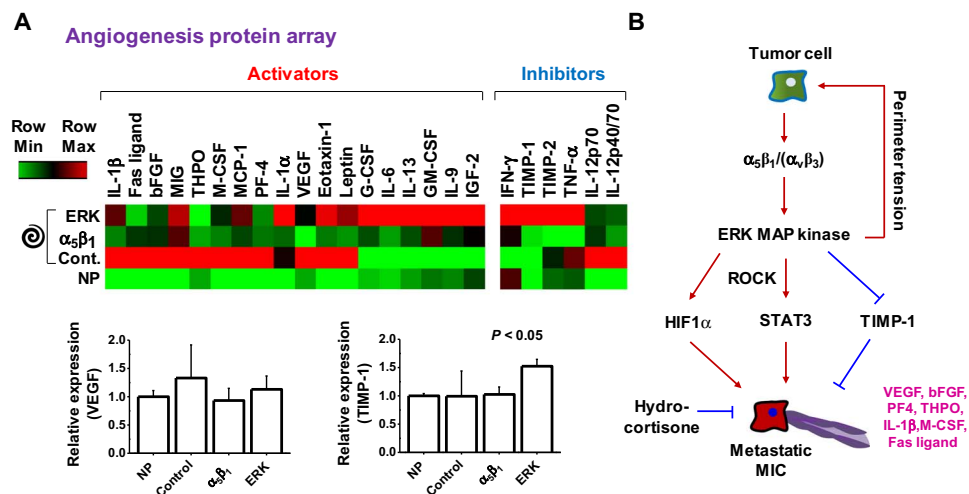 A
Angiogenesis protein array
Activators
Inhibitors
Row Min
Row Max
IL-1β
Fas ligand
bFGF
MIG
THPO
M-CSF
MCP-1
PF-4
IL-1α
VEGF
Eotaxin-1
Leptin
G-CSF
IL-6
IL-13
GM-CSF
IL-9
IGF-2
IFN-γ
TIMP-1
TIMP-2
TNF-α
IL-12p70
IL-12p40/70
ERK
α5β1
Cont.
NP
Relative expression
(VEGF)
2.0
1.5
1.0
0.5
0.0
NP
Control
α5β1
ERK
Relative expression
(TIMP-1)
P < 0.05
2.0
1.5
1.0
0.5
0.0
NP
Control
α5β1
ERK
B
Tumor cell
Perimetertension
α5β1/(αvβ3)
ERK MAP kinase
ROCK
HIF1α
STAT3
TIMP-1
Hydro-
cortisone
Metastatic
MIC
VEGF, bFGF,
PF4, THPO,
IL-1β,M-CSF,
Fas ligand